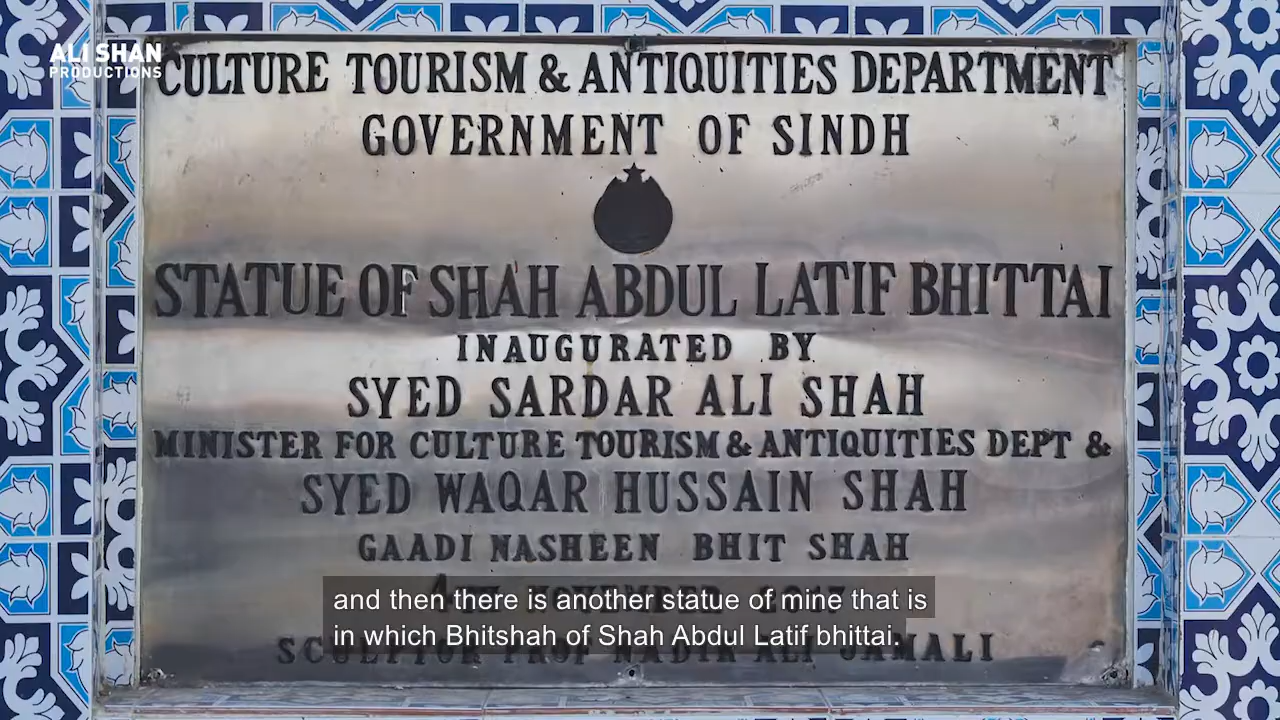 ALI SHAN
PRODUCTIONS
CULTURE TOURISM & ANTIQUITIES DEPARTMENT
GOVERNMENT OF SINDH
STATUE OF SHAH ABDUL LATIF BHITTAI
INAUGURATED BY
SYED SARDAR ALI SHAH
MINISTER FOR CULTURE TOURISM & ANTIQUITIES DEPT &
SYED WAQAR HUSSAIN SHAH
GAADI NASHEEN BHIT SHAH
4TH NOVEMBER 2017
SCULPTOR PROF NADIR ALI JAMALI
and then there is another statue of mine that is
in which Bhitshah of Shah Abdul Latif bhittai.